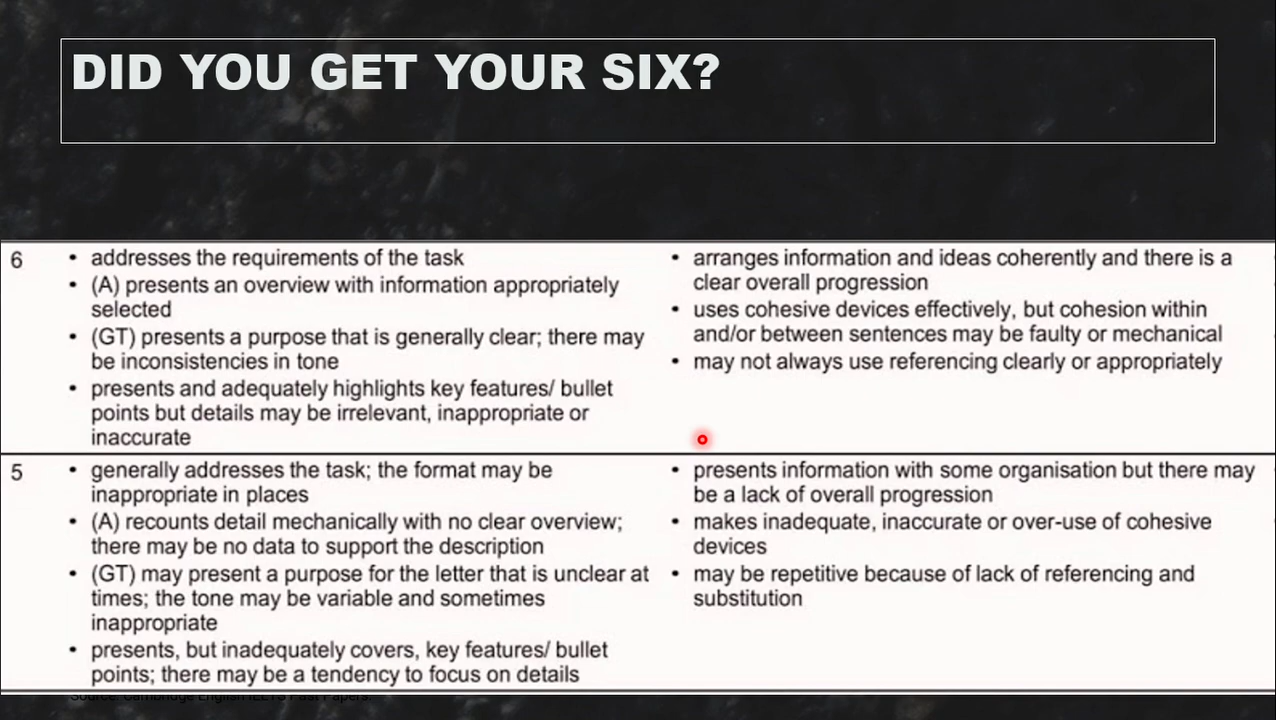 DID YOU GET YOUR SIX?
6
• addresses the requirements of the task
• (A) presents an overview with information appropriately
selected
• (GT) presents a purpose that is generally clear; there may
be inconsistencies in tone
• presents and adequately highlights key features/ bullet
points but details may be irrelevant, inappropriate or
inaccurate
• arranges information and ideas coherently and there is a
clear overall progression
• uses cohesive devices effectively, but cohesion within
and/or between sentences may be faulty or mechanical
• may not always use referencing clearly or appropriately
5
• generally addresses the task; the format may be
inappropriate in places
• (A) recounts detail mechanically with no clear overview;
there may be no data to support the description
• (GT) may present a purpose for the letter that is unclear at
times; the tone may be variable and sometimes
inappropriate
• presents, but inadequately covers, key features/ bullet
points; there may be a tendency to focus on details
• presents information with some organisation but there may
be a lack of overall progression
• makes inadequate, inaccurate or over-use of cohesive
devices
• may be repetitive because of lack of referencing and
substitution
Source: Cambridge English IELTS Past Papers.